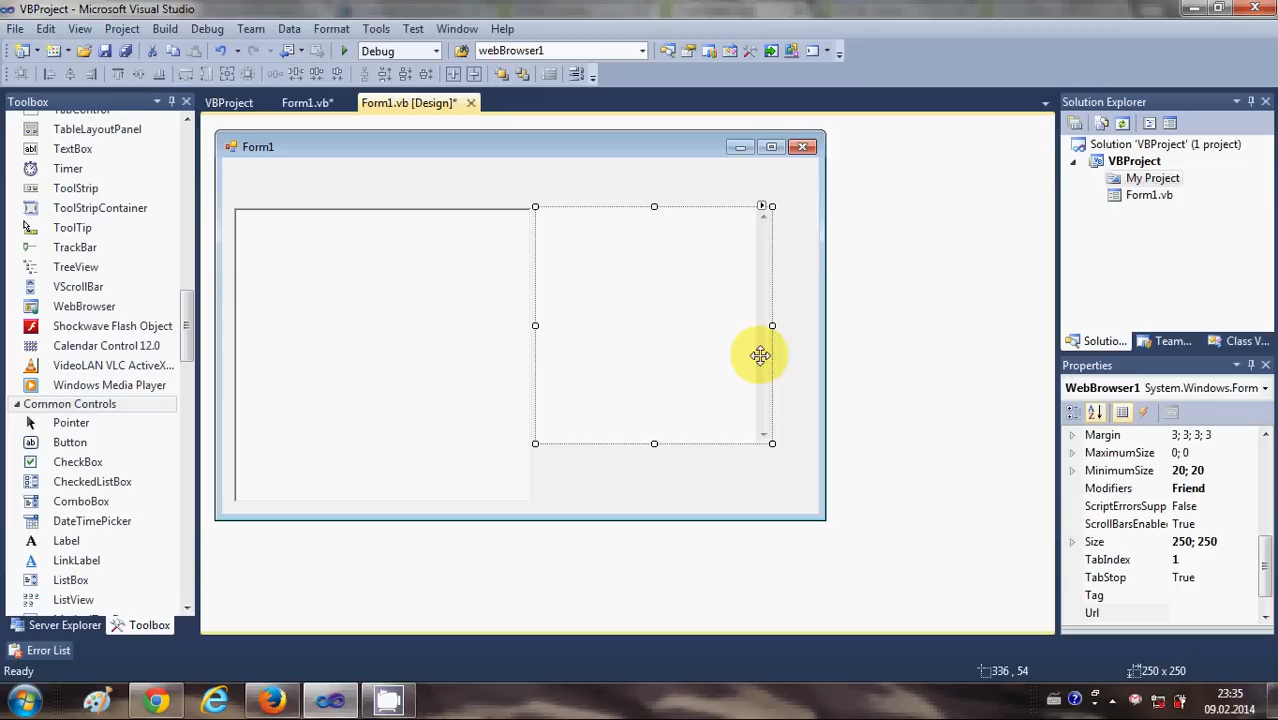 VBProject - Microsoft Visual Studio
File Edit View Project Build Debug Team Data Format Tools Test Window Help
Debug webBrowser1
Toolbox
VBProject Form1.vb* Form1.vb [Design]*
Solution Explorer
TabControl
TableLayoutPanel
TextBox
Timer
ToolStrip
ToolStripContainer
ToolTip
TrackBar
TreeView
VScrollBar
WebBrowser
Shockwave Flash Object
Calendar Control 12.0
VideoLAN VLC ActiveX...
Windows Media Player
Common Controls
Pointer
Button
CheckBox
CheckedListBox
ComboBox
DateTimePicker
Label
LinkLabel
ListBox
ListView
Server Explorer Toolbox
Form1
Solution 'VBProject' (1 project)
VBProject
My Project
Form1.vb
Solutio... Team... Class V...
Properties
WebBrowser1 System.Windows.Form
Margin 3; 3; 3; 3
MaximumSize 0; 0
MinimumSize 20; 20
Modifiers Friend
ScriptErrorsSupp False
ScrollBarsEnable True
Size 250; 250
TabIndex 1
TabStop True
Tag
Url
Error List
Ready 336 , 54 250 x 250
23:35
09.02.2014